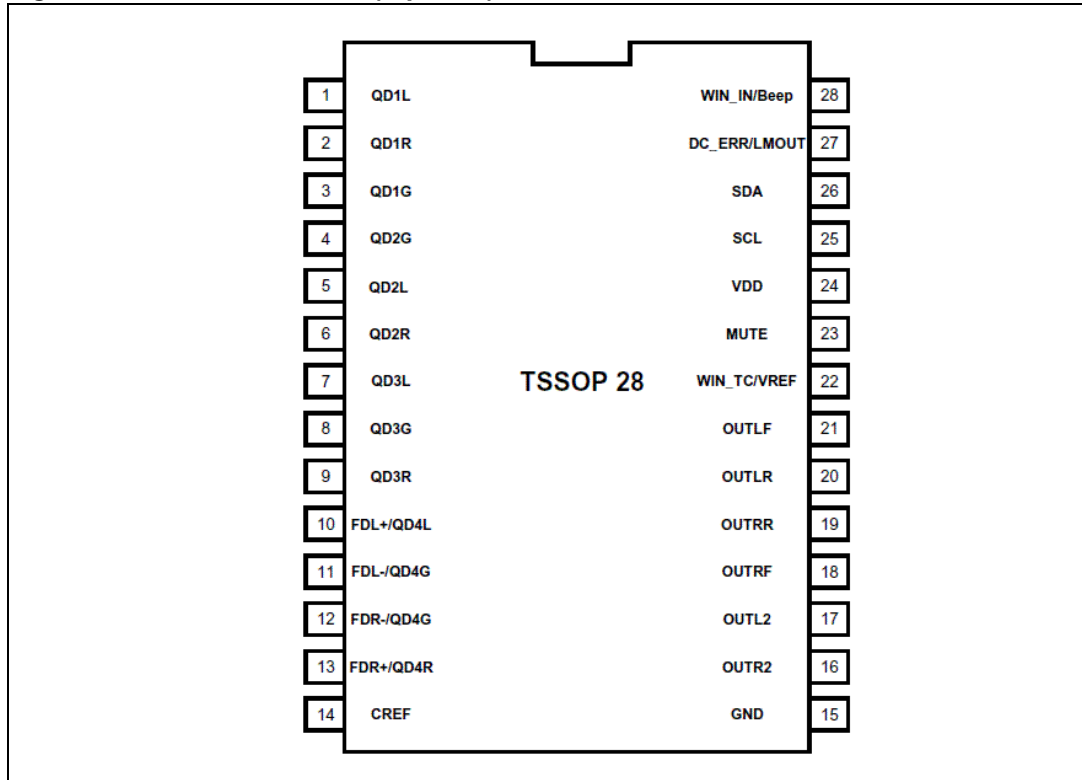 1 QD1L WIN_IN/Beep 28
2 QD1R DC_ERR/LMOUT 27
3 QD1G SDA 26
4 QD2G SCL 25
5 QD2L VDD 24
6 QD2R MUTE 23
7 QD3L TSSOP 28 WIN_TC/VREF 22
8 QD3G OUTLF 21
9 QD3R OUTLR 20
10 FDL+/QD4L OUTRR 19
11 FDL-/QD4G OUTRF 18
12 FDR-/QD4G OUTL2 17
13 FDR+/QD4R OUTR2 16
14 CREF GND 15